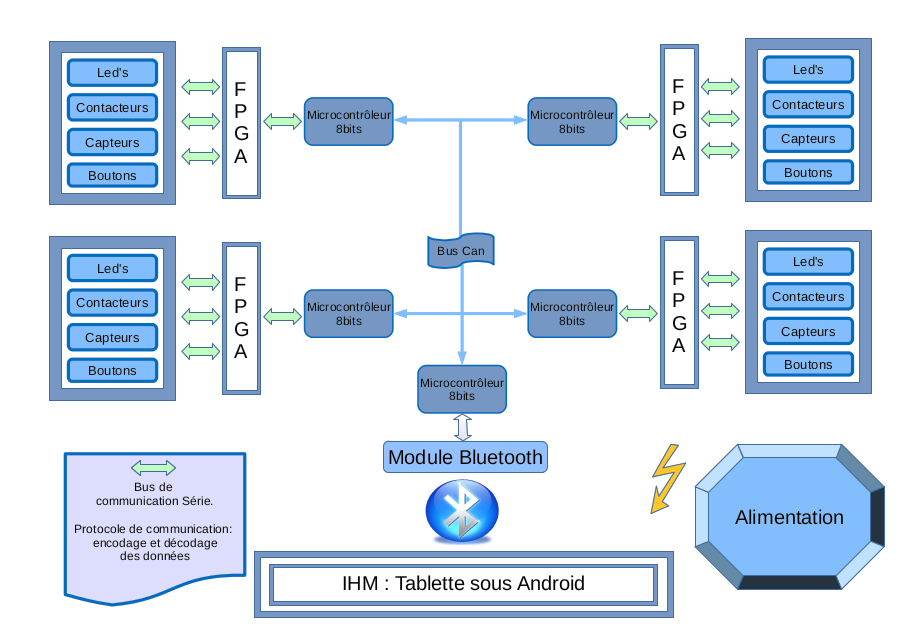 Led's
Contacteurs
Capteurs
Boutons
F
P
G
A
Microcontrôleur
8bits
Microcontrôleur
8bits
F
P
G
A
Led's
Contacteurs
Capteurs
Boutons
Bus Can
Led's
Contacteurs
Capteurs
Boutons
F
P
G
A
Microcontrôleur
8bits
Microcontrôleur
8bits
F
P
G
A
Led's
Contacteurs
Capteurs
Boutons
Microcontrôleur
8bits
Module Bluetooth
Bus de
communication Série.
Protocole de communication:
encodage et décodage
des données
Alimentation
IHM : Tablette sous Android